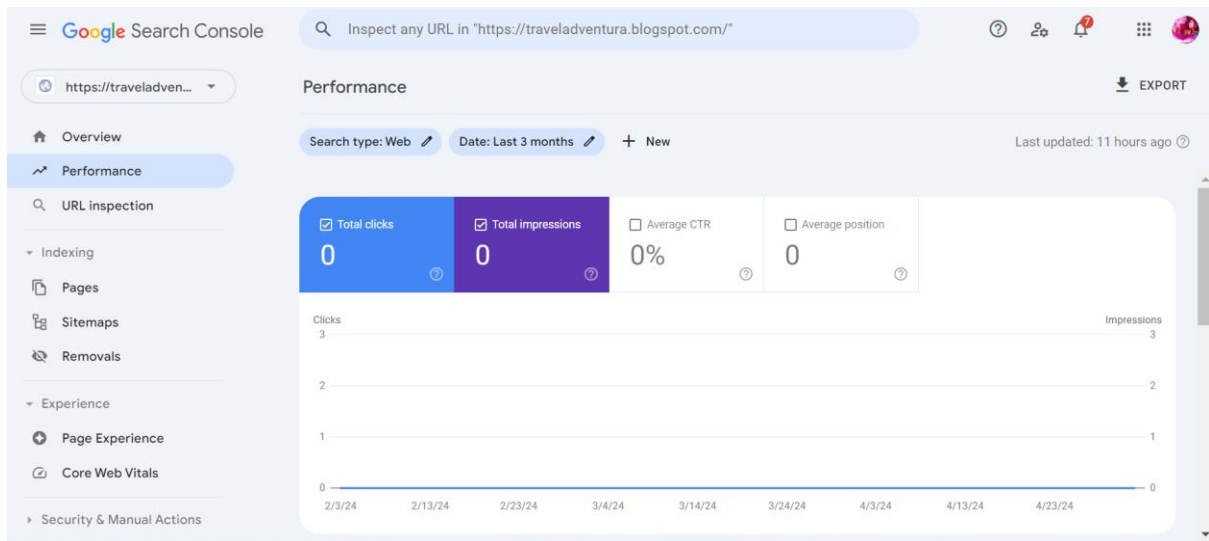 Google Search Console
Inspect any URL in "https://traveladventura.blogspot.com/"
7
https://traveladven...
Performance
EXPORT
Overview
Performance
URL inspection
Indexing
Pages
Sitemaps
Removals
Experience
Page Experience
Core Web Vitals
Security & Manual Actions
Search type: Web
Date: Last 3 months
+ New
Last updated: 11 hours ago
Total clicks
0
Total impressions
0
Average CTR
0%
Average position
0
Clicks
Impressions
3 3
2 2
1 1
0 0
2/3/24 2/13/24 2/23/24 3/4/24 3/14/24 3/24/24 4/3/24 4/13/24 4/23/24